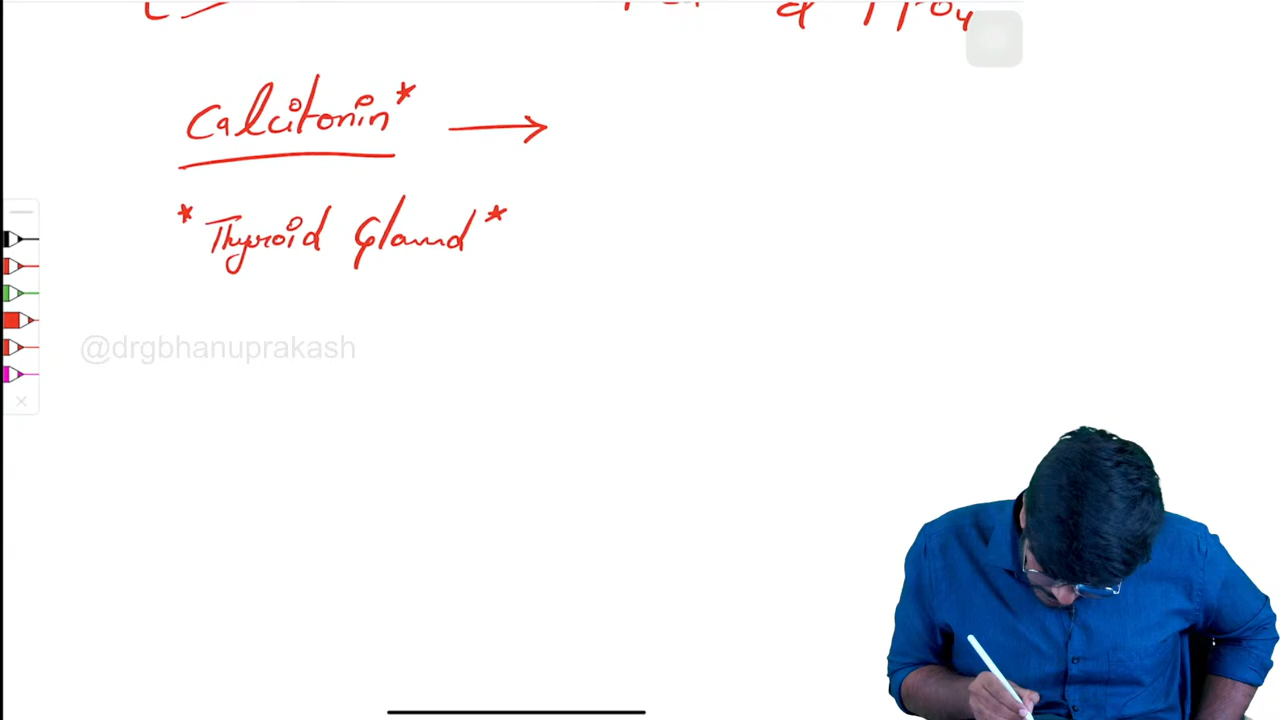 Calcitonin* →
*Thyroid Gland*
@drgbhanuprakash